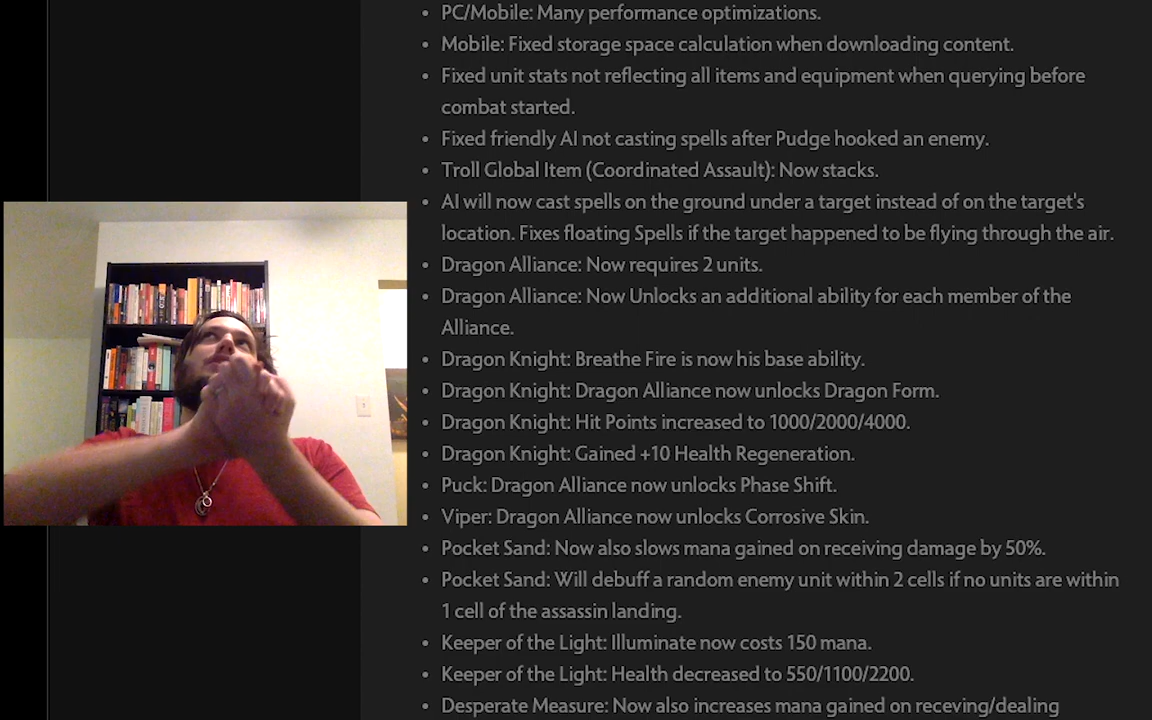 PC/Mobile: Many performance optimizations.
Mobile: Fixed storage space calculation when downloading content.
Fixed unit stats not reflecting all items and equipment when querying before
combat started.
Fixed friendly AI not casting spells after Pudge hooked an enemy.
Troll Global Item (Coordinated Assault): Now stacks.
AI will now cast spells on the ground under a target instead of on the target's
location. Fixes floating Spells if the target happened to be flying through the air.
Dragon Alliance: Now requires 2 units.
Dragon Alliance: Now Unlocks an additional ability for each member of the
Alliance.
Dragon Knight: Breathe Fire is now his base ability.
Dragon Knight: Dragon Alliance now unlocks Dragon Form.
Dragon Knight: Hit Points increased to 1000/2000/4000.
Dragon Knight: Gained +10 Health Regeneration.
Puck: Dragon Alliance now unlocks Phase Shift.
Viper: Dragon Alliance now unlocks Corrosive Skin.
Pocket Sand: Now also slows mana gained on receiving damage by 50%.
Pocket Sand: Will debuff a random enemy unit within 2 cells if no units are within
1 cell of the assassin landing.
Keeper of the Light: Illuminate now costs 150 mana.
Keeper of the Light: Health decreased to 550/1100/2200.
Desperate Measure: Now also increases mana gained on receving/dealing